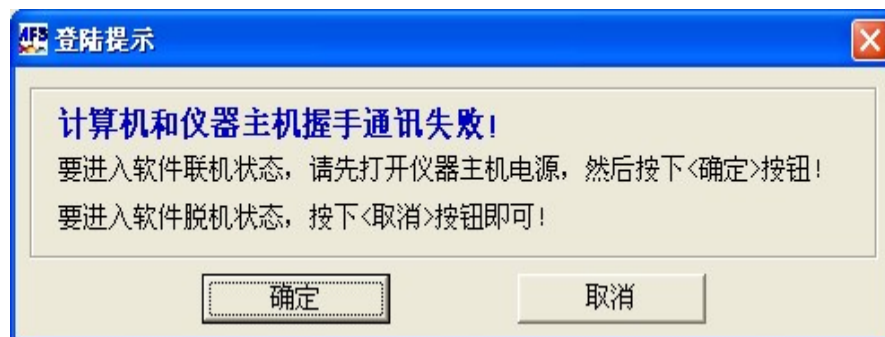 AFS
登陆提示
计算机和仪器主机握手通讯失败!
要进入软件联机状态，请先打开仪器主机电源，然后按下<确定>按钮!
要进入软件脱机状态，按下<取消>按钮即可!
确定
取消